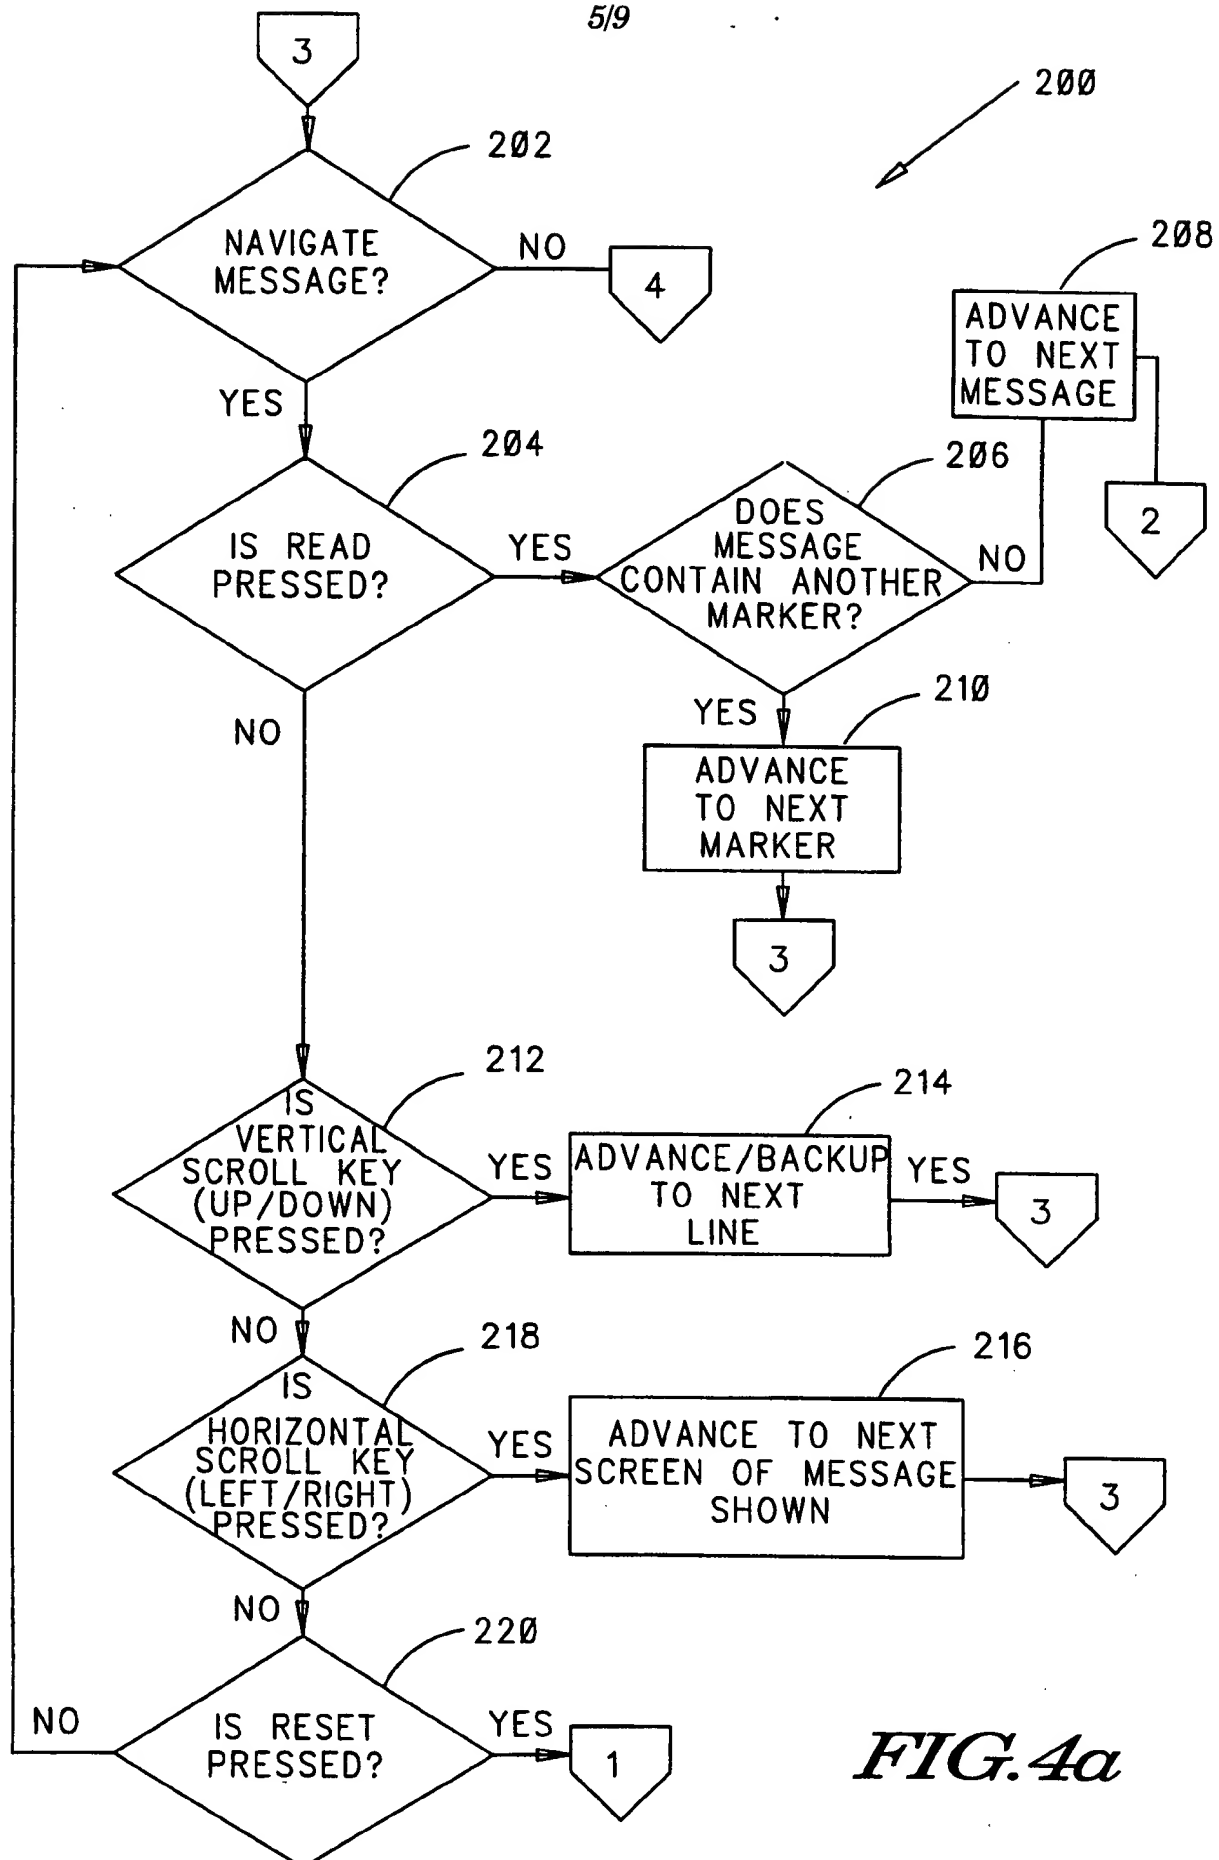 5/9
3
200
202
NAVIGATE
MESSAGE?
NO
4
YES
208
ADVANCE
TO NEXT
MESSAGE
2
204
IS READ
PRESSED?
YES
206
DOES
MESSAGE
CONTAIN ANOTHER
MARKER?
NO
YES
210
ADVANCE
TO NEXT
MARKER
3
NO
212
IS
VERTICAL
SCROLL KEY
(UP/DOWN)
PRESSED?
YES
214
ADVANCE/BACKUP
TO NEXT
LINE
YES
3
NO
218
IS
HORIZONTAL
SCROLL KEY
(LEFT/RIGHT)
PRESSED?
YES
216
ADVANCE TO NEXT
SCREEN OF MESSAGE
SHOWN
3
NO
220
IS RESET
PRESSED?
NO
YES
1
FIG.4a